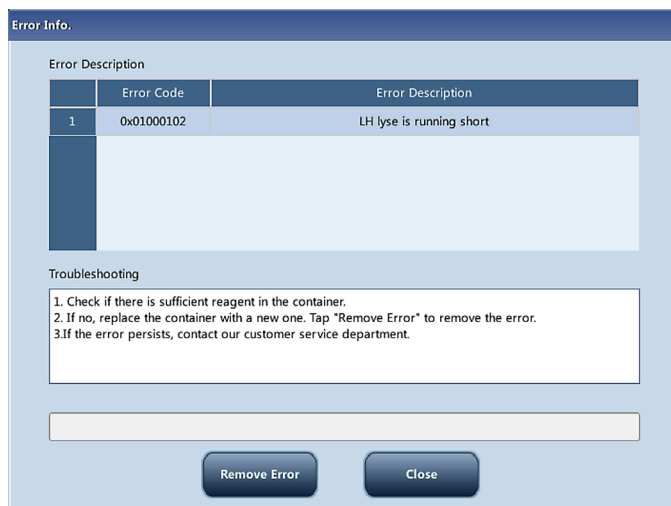 Error Info.
Error Description
Error Code Error Description
1 0x01000102 LH lyse is running short
Troubleshooting
1. Check if there is sufficient reagent in the container.
2. If no, replace the container with a new one. Tap "Remove Error" to remove the error.
3.If the error persists, contact our customer service department.
Remove Error Close